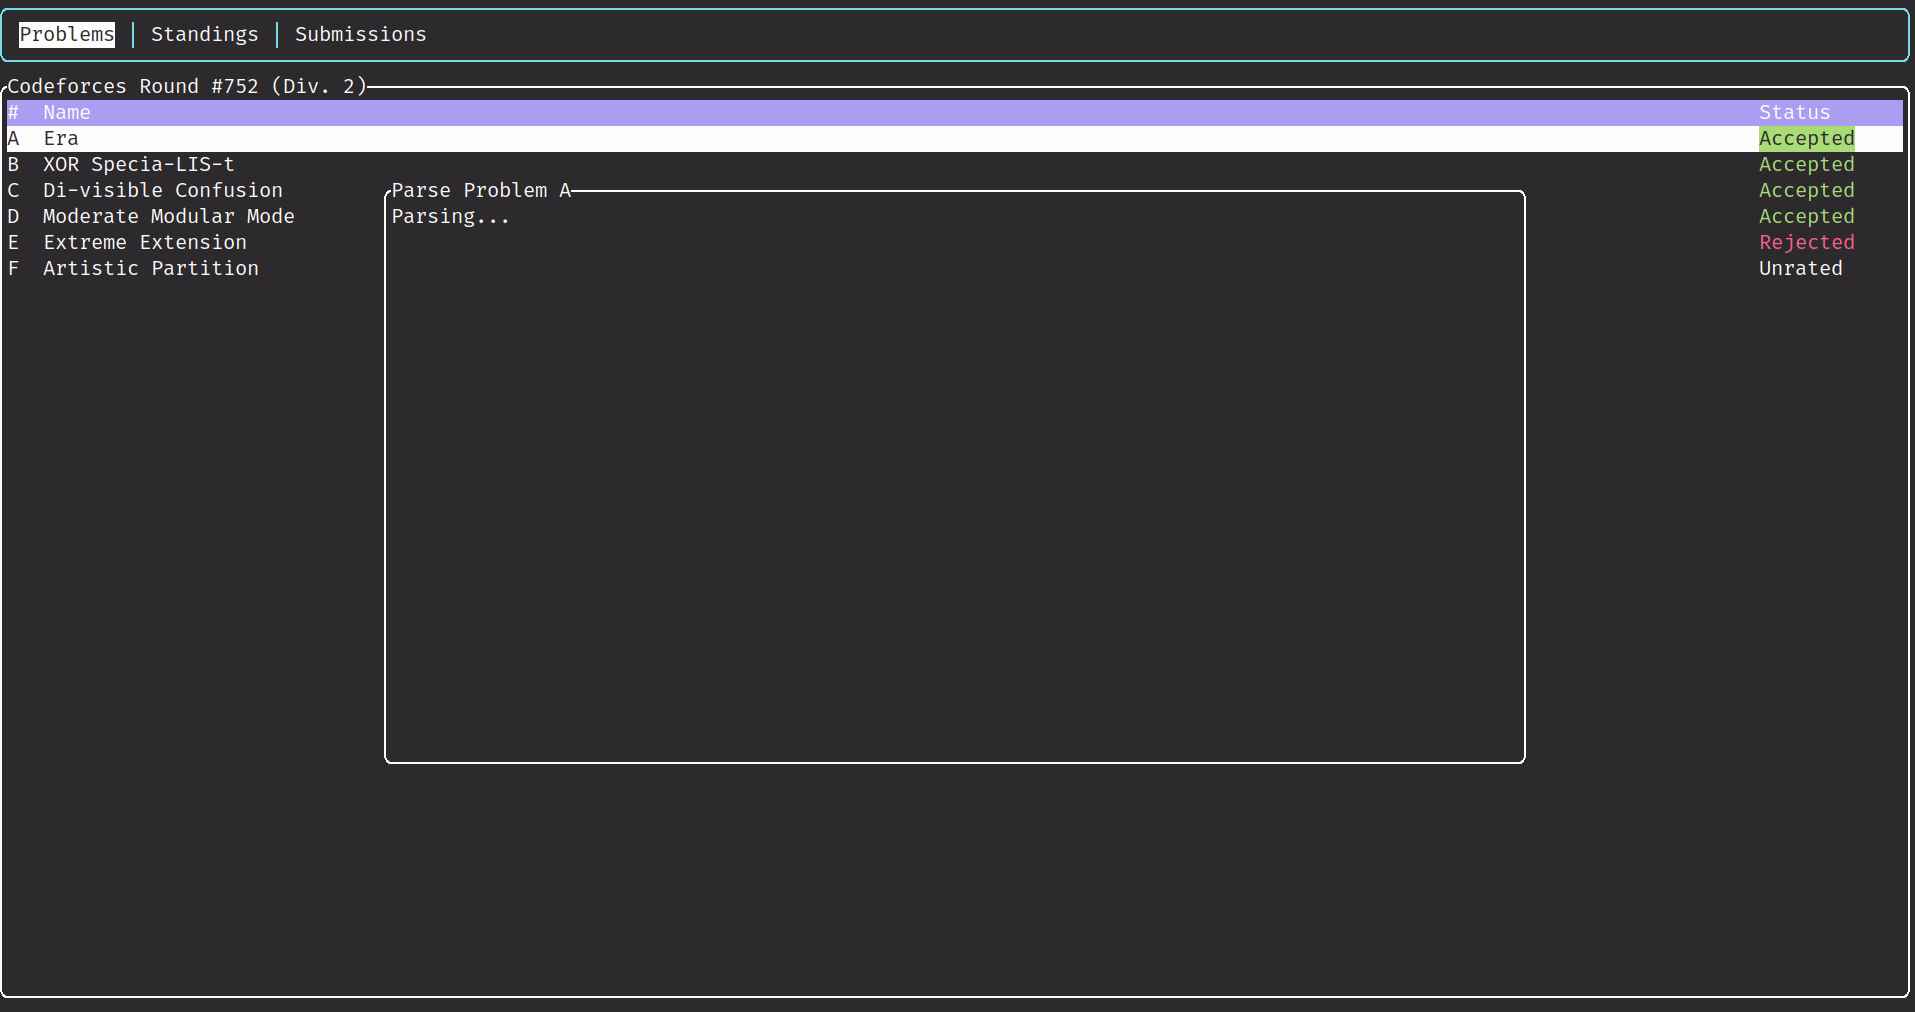 Problems | Standings | Submissions
Codeforces Round #752 (Div. 2)
# Name Status
A Era Accepted
B XOR Specia-LIS-t Accepted
C Di-visible Confusion Accepted
D Moderate Modular Mode Accepted
E Extreme Extension Rejected
F Artistic Partition Unrated
Parse Problem A
Parsing...